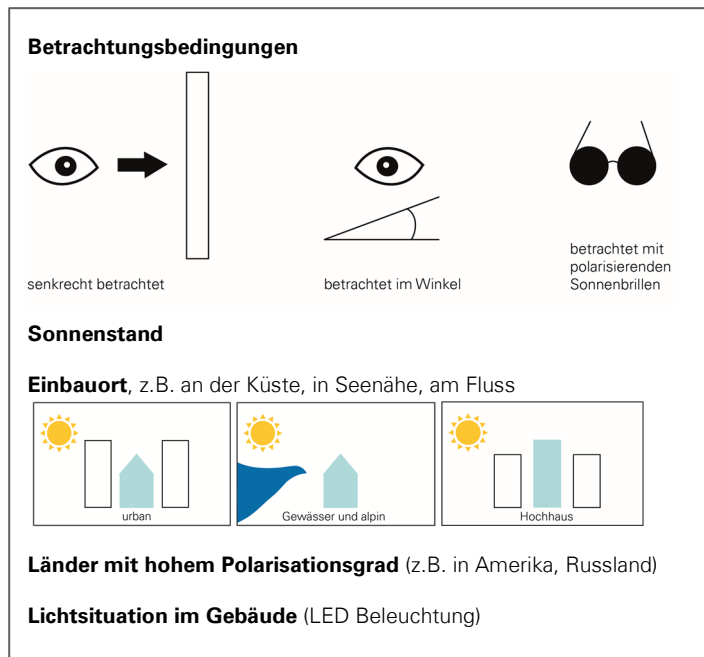 Betrachtungsbedingungen
senkrecht betrachtet
betrachtet im Winkel
betrachtet mit
polarisierenden
Sonnenbrillen
Sonnenstand
Einbauort, z.B. an der Küste, in Seenähe, am Fluss
urban
Gewässer und alpin
Hochhaus
Länder mit hohem Polarisationsgrad (z.B. in Amerika, Russland)
Lichtsituation im Gebäude (LED Beleuchtung)